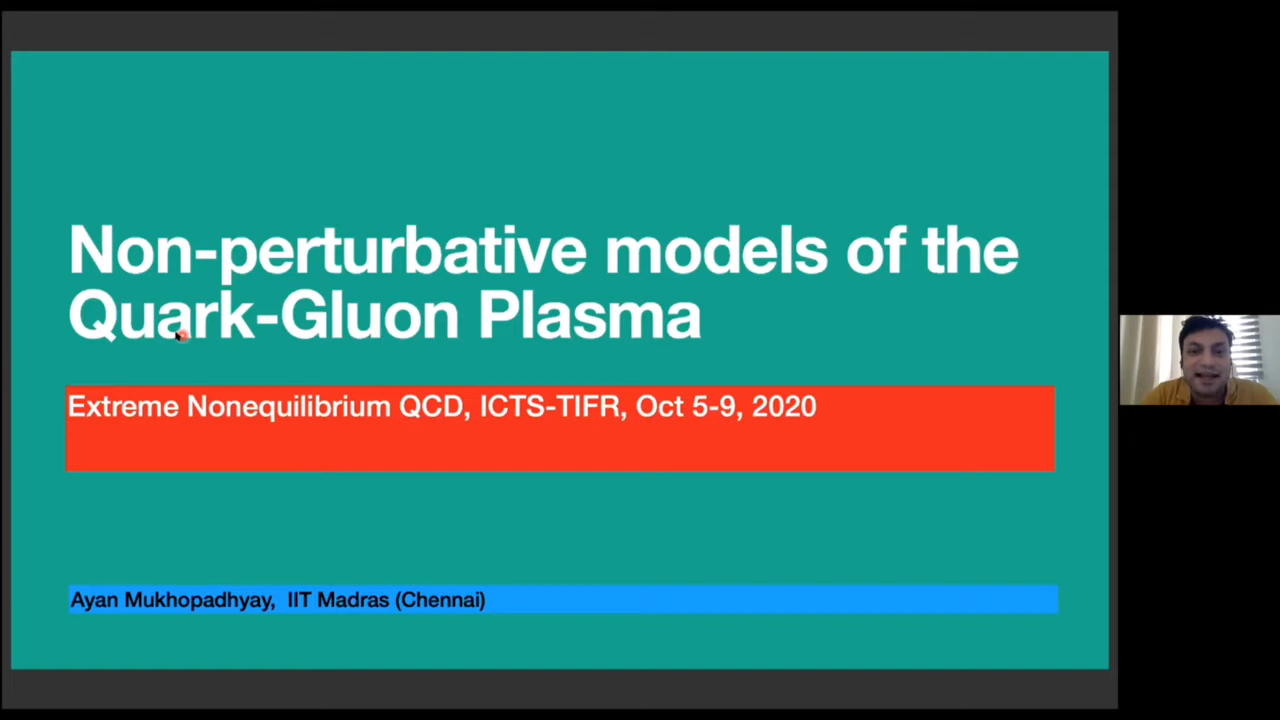 Non-perturbative models of the
Quark-Gluon Plasma
Extreme Nonequilibrium QCD, ICTS-TIFR, Oct 5-9, 2020
Ayan Mukhopadhyay, IIT Madras (Chennai)